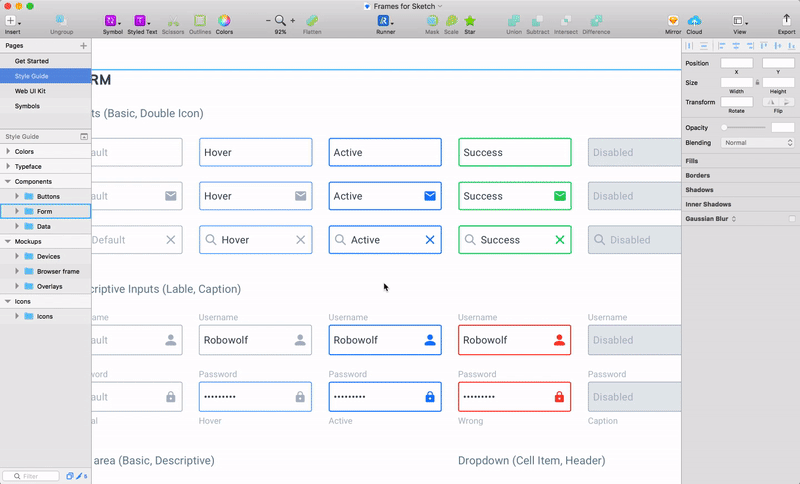 Frames for Sketch
Insert
Ungroup
Symbol
Styled Text
Scissors
Outlines
Colors
92%
Flatten
Runner
Mask
Scale
Star
Union
Subtract
Intersect
Difference
Mirror
Cloud
View
Export
Pages
Get Started
Style Guide
Web UI Kit
Symbols
Style Guide
Colors
Typeface
Components
Buttons
Form
Data
Mockups
Devices
Browser frame
Overlays
Icons
Icons
Filter
RM
ts (Basic, Double Icon)
ault Hover Active Success Disabled
ault Hover Active Success Disabled
Default Hover Active Success Disabled
criptive Inputs (Lable, Caption)
ame Username Username Username Username
ault Robowolf Robowolf Robowolf Disabled
word Password Password Password Password
ault ••••••••• ••••••••• ••••••••• Disabled
al Hover Active Wrong Caption
area (Basic, Descriptive) Dropdown (Cell Item, Header)
Position
X Y
Size
Width Height
Transform
Rotate Flip
Opacity
Blending Normal
Fills
Borders
Shadows
Inner Shadows
Gaussian Blur